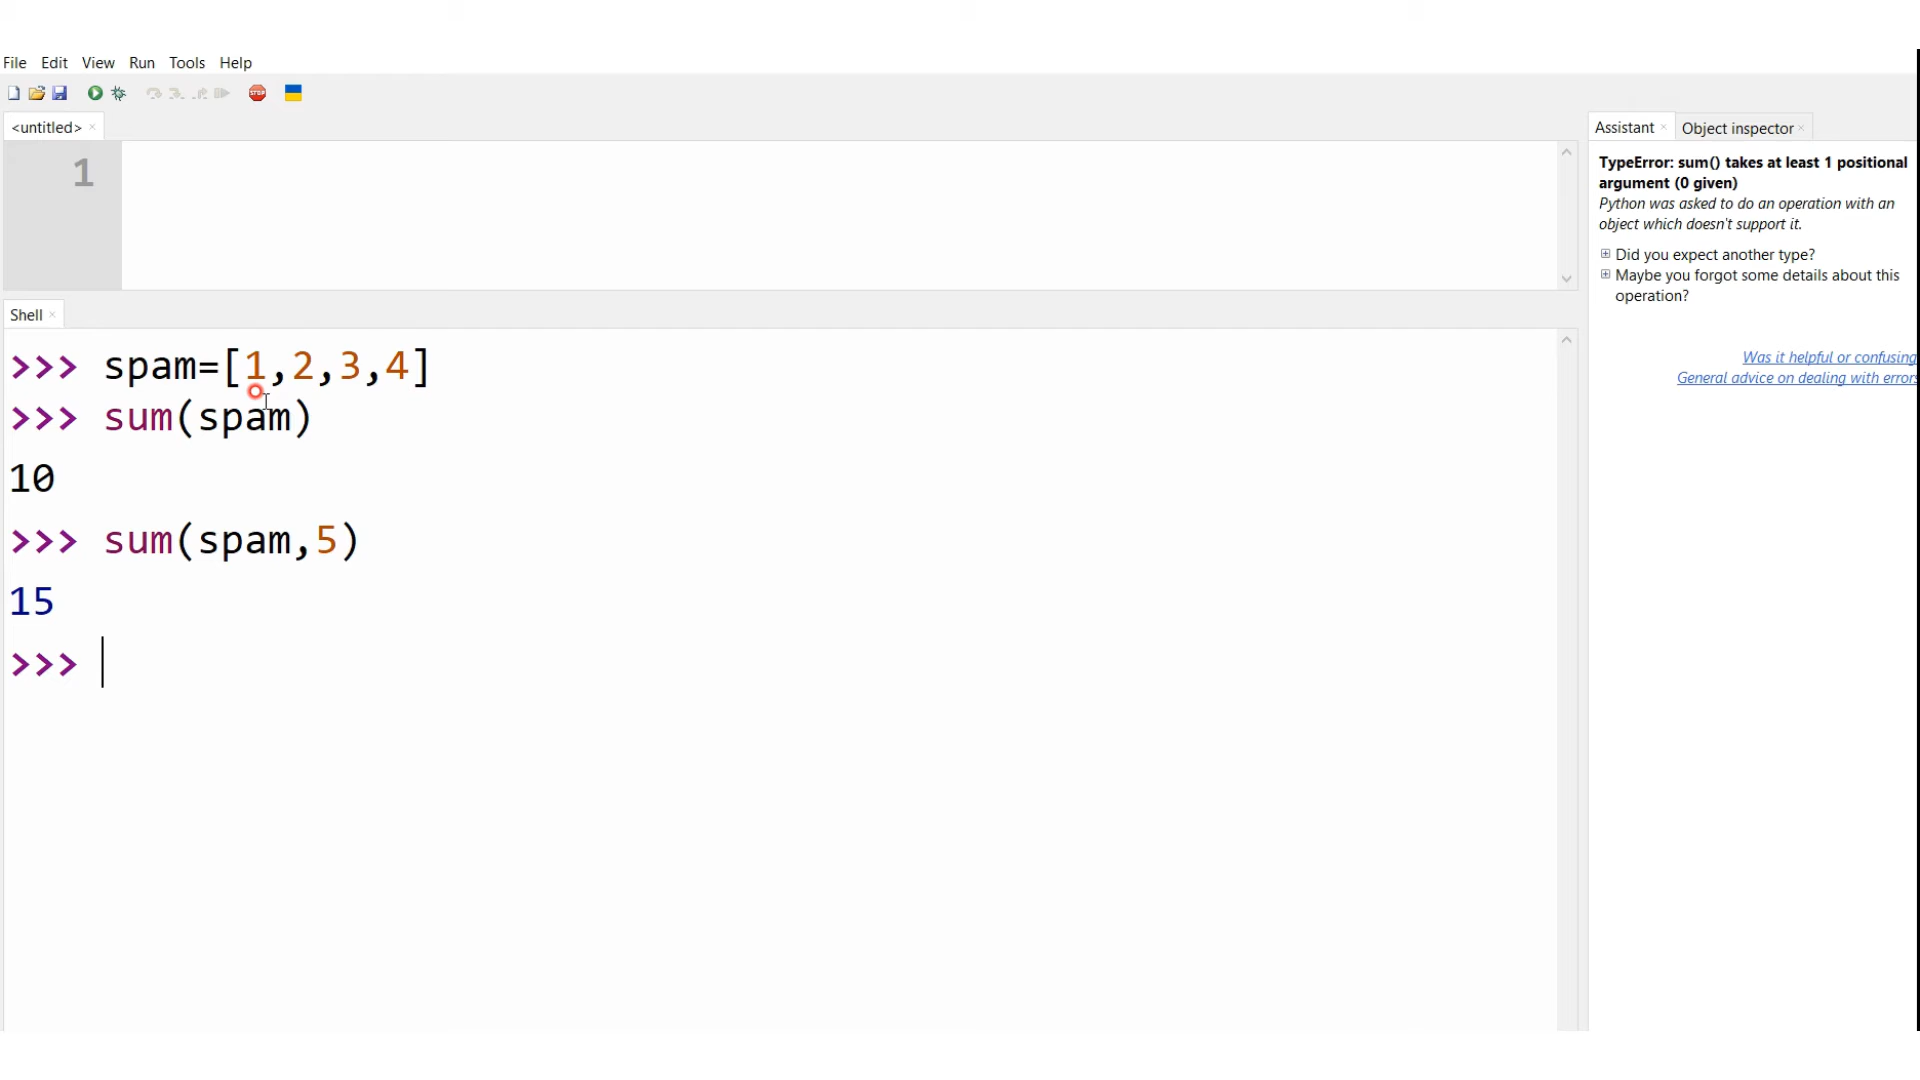 File Edit View Run Tools Help
STOP
<untitled> ×
1
Assistant × Object inspector ×
TypeError: sum() takes at least 1 positional
argument (0 given)
Python was asked to do an operation with an
object which doesn't support it.
Did you expect another type?
Maybe you forgot some details about this
operation?
Was it helpful or confusing
General advice on dealing with errors
Shell ×
>>> spam=[1,2,3,4]
>>> sum(spam)
10
>>> sum(spam,5)
15
>>>